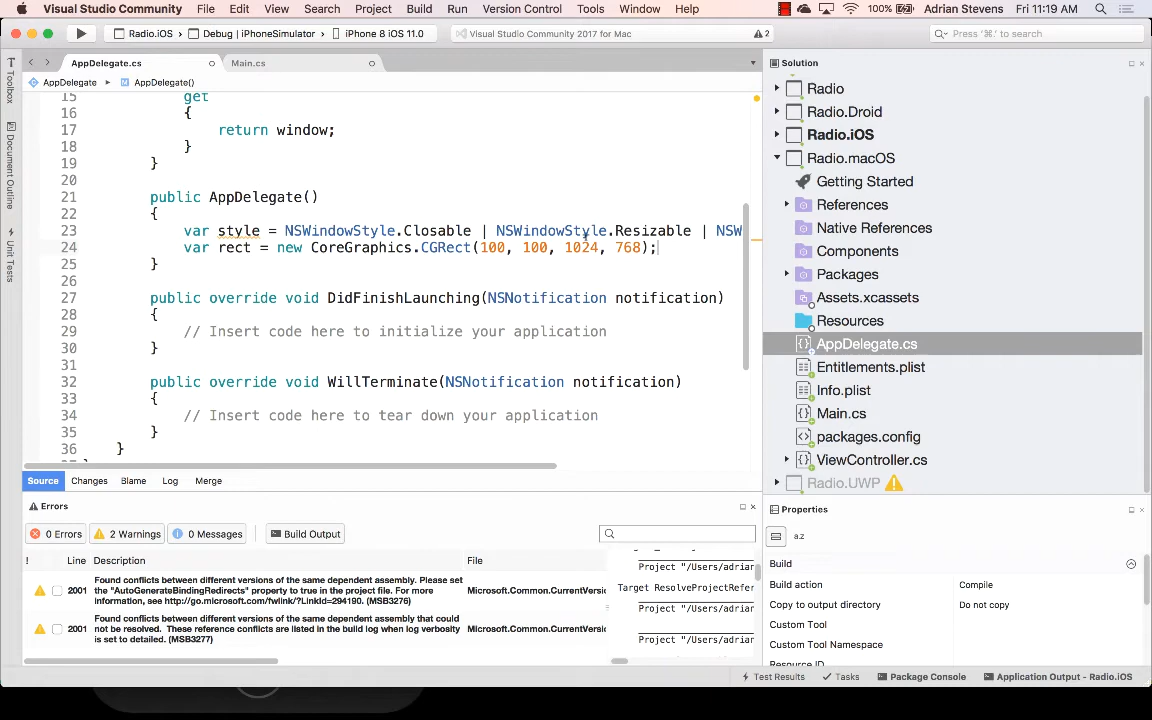 Visual Studio Community File Edit View Search Project Build Run Version Control Tools Window Help 100% Adrian Stevens Fri 11:19 AM
Radio.iOS › Debug | iPhoneSimulator › iPhone 8 iOS 11.0 Visual Studio Community 2017 for Mac 2 Press '⌘.' to search
AppDelegate.cs Main.cs
AppDelegate ▸ AppDelegate()
Toolbox
Document Outline
Unit Tests
15 get
16 {
17 return window;
18 }
19 }
20
21 public AppDelegate()
22 {
23 var style = NSWindowStyle.Closable | NSWindowStyle.Resizable | NSW
24 var rect = new CoreGraphics.CGRect(100, 100, 1024, 768);
25 }
26
27 public override void DidFinishLaunching(NSNotification notification)
28 {
29 // Insert code here to initialize your application
30 }
31
32 public override void WillTerminate(NSNotification notification)
33 {
34 // Insert code here to tear down your application
35 }
36 }
Source Changes Blame Log Merge
Errors
0 Errors 2 Warnings 0 Messages Build Output
! Line Description File
2001 Found conflicts between different versions of the same dependent assembly. Please set
the "AutoGenerateBindingRedirects" property to true in the project file. For more
information, see http://go.microsoft.com/fwlink/?LinkId=294190. (MSB3276)
Microsoft.Common.CurrentVersio
2001 Found conflicts between different versions of the same dependent assembly that could
not be resolved. These reference conflicts are listed in the build log when log verbosity
is set to detailed. (MSB3277)
Microsoft.Common.CurrentVersio
Project "/Users/adrian
Target ResolveProjectRefer
Project "/Users/adrian
Project "/Users/adrian
Solution
Radio
Radio.Droid
Radio.iOS
Radio.macOS
Getting Started
References
Native References
Components
Packages
Assets.xcassets
Resources
AppDelegate.cs
Entitlements.plist
Info.plist
Main.cs
packages.config
ViewController.cs
Radio.UWP
Properties
a.z
Build
Build action Compile
Copy to output directory Do not copy
Custom Tool
Custom Tool Namespace
Resource ID
Test Results Tasks Package Console Application Output - Radio.iOS